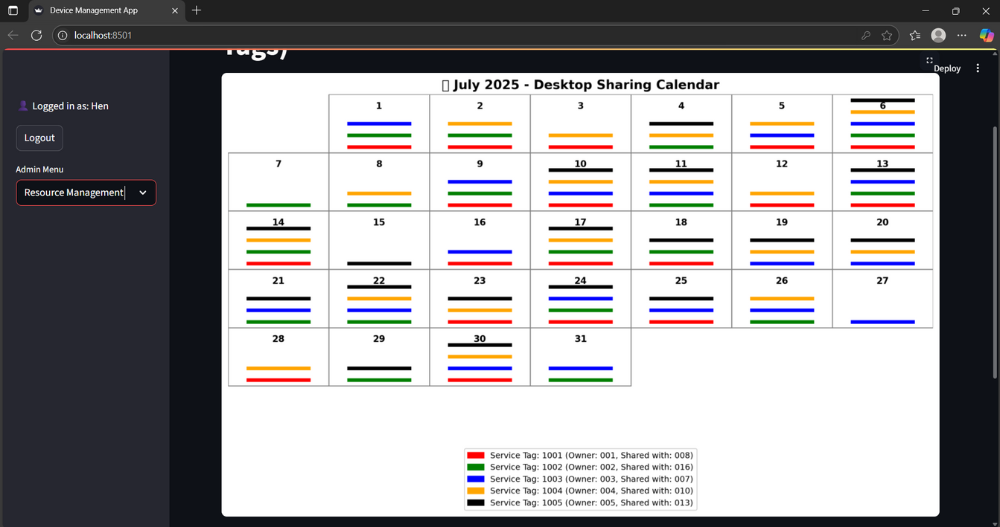 Device Management App
localhost:8501
Tags)
Deploy
Logged in as: Hen
Logout
Admin Menu
Resource Management
July 2025 - Desktop Sharing Calendar
1 2 3 4 5 6
7 8 9 10 11 12 13
14 15 16 17 18 19 20
21 22 23 24 25 26 27
28 29 30 31
Service Tag: 1001 (Owner: 001, Shared with: 008)
Service Tag: 1002 (Owner: 002, Shared with: 016)
Service Tag: 1003 (Owner: 003, Shared with: 007)
Service Tag: 1004 (Owner: 004, Shared with: 010)
Service Tag: 1005 (Owner: 005, Shared with: 013)